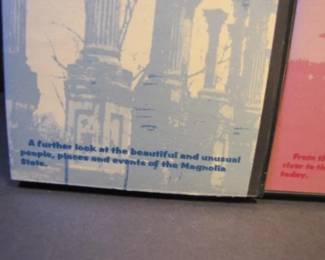 A further look at the beautiful and unusual
people, places and events of the Magnolia
State.
From th
river to th
today.